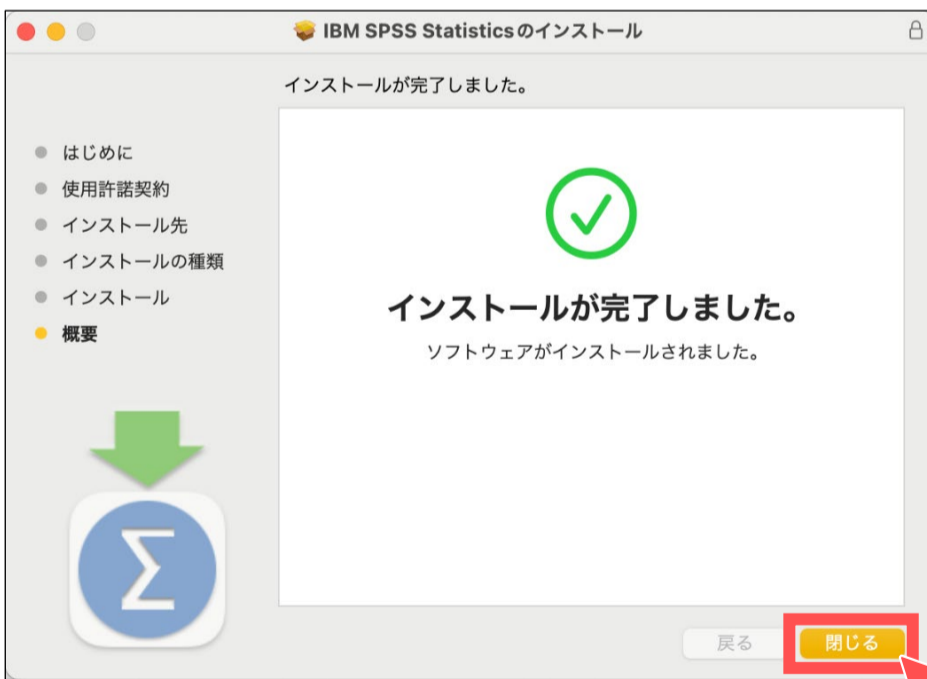 IBM SPSS Statisticsのインストール
インストールが完了しました。
はじめに
使用許諾契約
インストール先
インストールの種類
インストール
概要
インストールが完了しました。
ソフトウェアがインストールされました。
Σ
戻る
閉じる